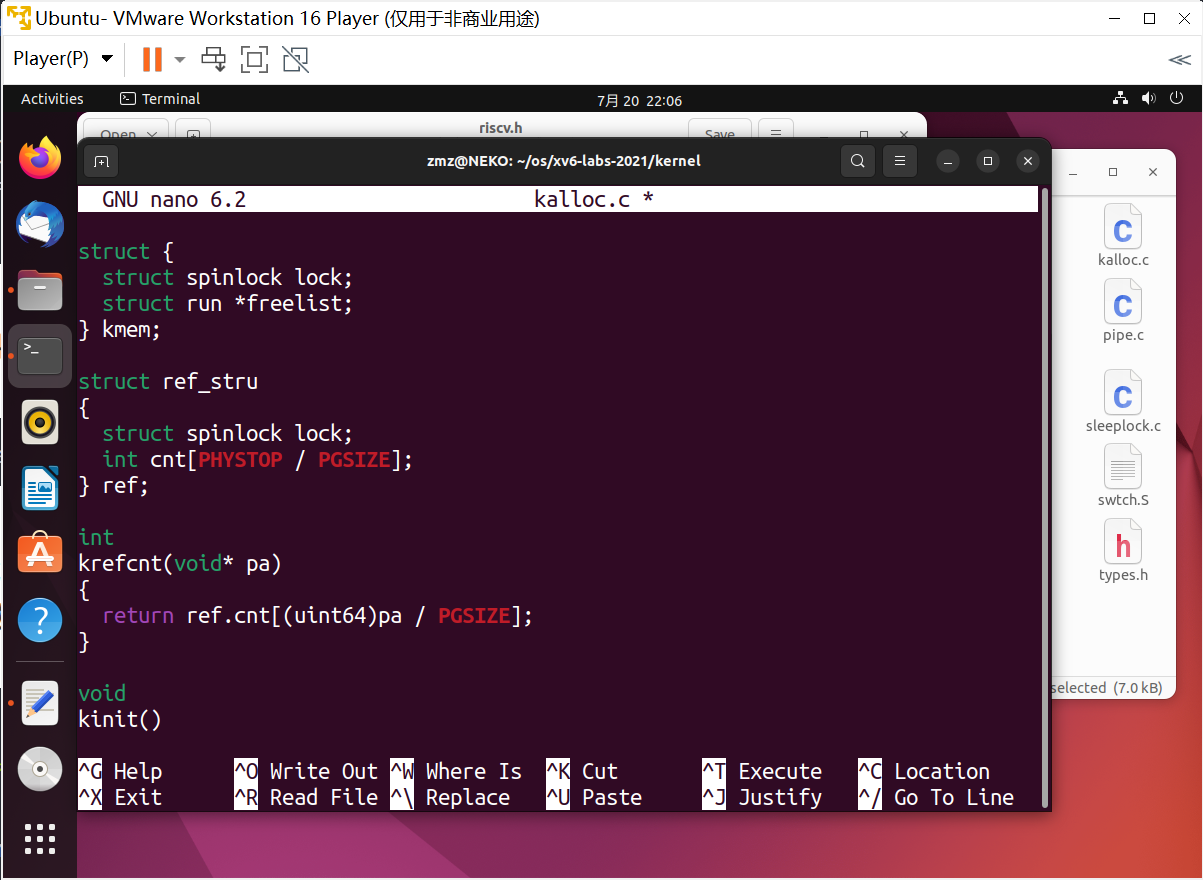 Ubuntu- VMware Workstation 16 Player (仅用于非商业用途)
Player(P)
Activities
Terminal
7月 20 22:06
Open
riscv.h
Save
zmz@NEKO: ~/os/xv6-labs-2021/kernel
GNU nano 6.2
kalloc.c *
struct {
  struct spinlock lock;
  struct run *freelist;
} kmem;
struct ref_stru
{
  struct spinlock lock;
  int cnt[PHYSTOP / PGSIZE];
} ref;
int
krefcnt(void* pa)
{
  return ref.cnt[(uint64)pa / PGSIZE];
}
void
kinit()
^G Help ^O Write Out ^W Where Is ^K Cut ^T Execute ^C Location
^X Exit ^R Read File ^\ Replace ^U Paste ^J Justify ^/ Go To Line
kalloc.c
pipe.c
sleeplock.c
swtch.S
types.h
selected (7.0 kB)